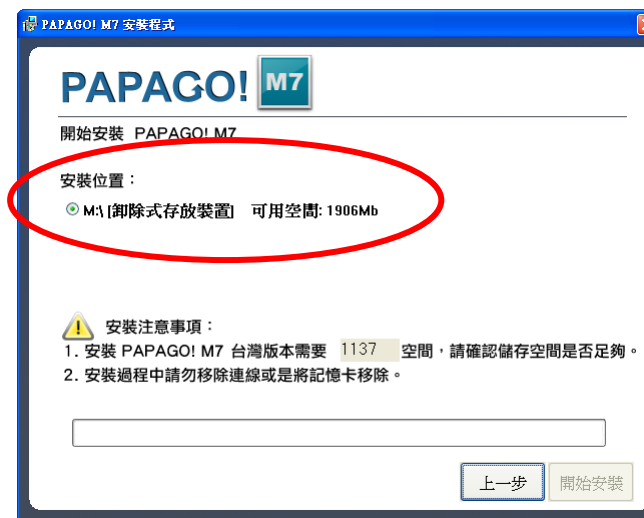 PAPAGO! M7 安裝程式
PAPAGO! M7
開始安裝 PAPAGO! M7
安裝位置：
M:\ [卸除式存放裝置] 可用空間: 1906Mb
安裝注意事項：
1. 安裝 PAPAGO! M7 台灣版本需要 1137 空間，請確認儲存空間是否足夠。
2. 安裝過程中請勿移除連線或是將記憶卡移除。
上一步 開始安裝